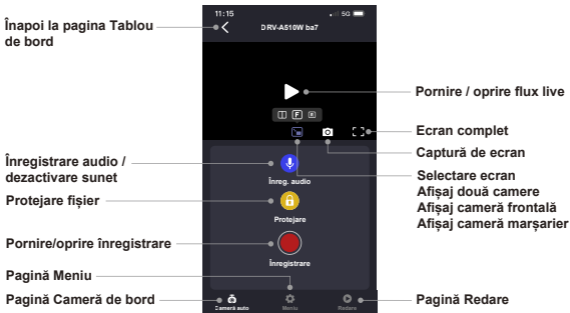 Înapoi la pagina Tablou
de bord
11:15
5G
DRV-A510W ba7
Pornire / oprire flux live
F
R
Ecran complet
Captură de ecran
Selectare ecran
Afișaj două camere
Afișaj cameră frontală
Afișaj cameră marșarier
Înregistrare audio /
dezactivare sunet
Înreg. audio
Protejare fișier
Protejare
Pornire/oprire înregistrare
Înregistrare
Pagină Meniu
Pagină Cameră de bord
Cameră auto
Meniu
Redare
Pagină Redare